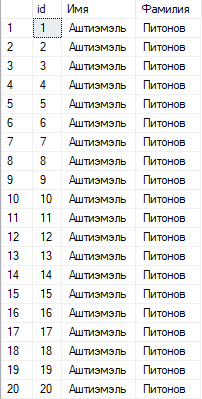 id Имя Фамилия
1 1 Аштиэмэль Питонов
2 2 Аштиэмэль Питонов
3 3 Аштиэмэль Питонов
4 4 Аштиэмэль Питонов
5 5 Аштиэмэль Питонов
6 6 Аштиэмэль Питонов
7 7 Аштиэмэль Питонов
8 8 Аштиэмэль Питонов
9 9 Аштиэмэль Питонов
10 10 Аштиэмэль Питонов
11 11 Аштиэмэль Питонов
12 12 Аштиэмэль Питонов
13 13 Аштиэмэль Питонов
14 14 Аштиэмэль Питонов
15 15 Аштиэмэль Питонов
16 16 Аштиэмэль Питонов
17 17 Аштиэмэль Питонов
18 18 Аштиэмэль Питонов
19 19 Аштиэмэль Питонов
20 20 Аштиэмэль Питонов